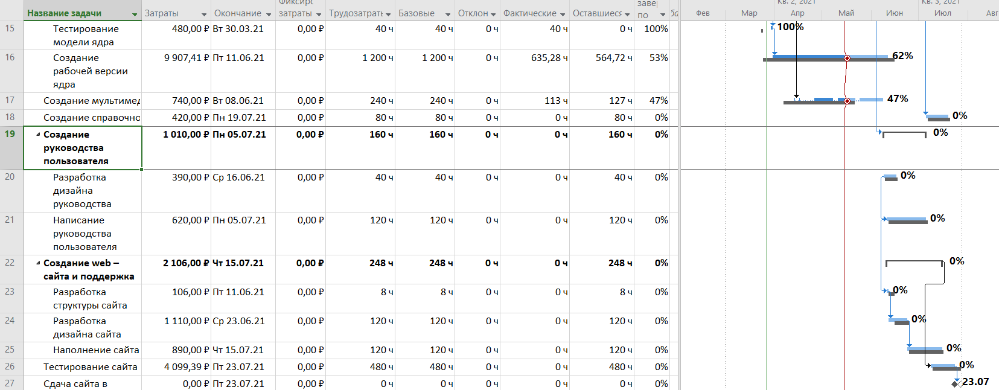 Название задачи Затраты Окончание затраты Базовые Отклон Фактические по Фев Мар Апр Май Июн Июл Авг
Кв. 2, 2021 Кв. 3, 2021
15 Тестирование 480,00 ₽ Вт 30.03.21 0,00 ₽ 40 ч 40 ч 0 ч 40 ч 0 ч 100% 100%
модели ядра
16 Создание 9 907,41 ₽ Пт 11.06.21 0,00 ₽ 1 200 ч 1 200 ч 0 ч 635,28 ч 564,72 ч 53% 62%
рабочей версии
ядра
17 Создание мультимед 740,00 ₽ Вт 08.06.21 0,00 ₽ 240 ч 240 ч 0 ч 113 ч 127 ч 47% 47%
18 Создание справочно 420,00 ₽ Пн 19.07.21 0,00 ₽ 80 ч 80 ч 0 ч 0 ч 80 ч 0% 0%
19 Создание 1 010,00 ₽ Пн 05.07.21 0,00 ₽ 160 ч 160 ч 0 ч 0 ч 160 ч 0% 0%
руководства
пользователя
20 Разработка 390,00 ₽ Ср 16.06.21 0,00 ₽ 40 ч 40 ч 0 ч 0 ч 40 ч 0% 0%
дизайна
руководства
21 Написание 620,00 ₽ Пн 05.07.21 0,00 ₽ 120 ч 120 ч 0 ч 0 ч 120 ч 0% 0%
руководства
пользователя
22 Создание web – 2 106,00 ₽ Чт 15.07.21 0,00 ₽ 248 ч 248 ч 0 ч 0 ч 248 ч 0% 0%
сайта и поддержка
23 Разработка 106,00 ₽ Пт 11.06.21 0,00 ₽ 8 ч 8 ч 0 ч 0 ч 8 ч 0% 0%
структуры сайта
24 Разработка 1 110,00 ₽ Ср 23.06.21 0,00 ₽ 120 ч 120 ч 0 ч 0 ч 120 ч 0% 0%
дизайна сайта
25 Наполнение сайта 890,00 ₽ Чт 15.07.21 0,00 ₽ 120 ч 120 ч 0 ч 0 ч 120 ч 0% 0%
26 Тестирование сайта 4 099,39 ₽ Пт 23.07.21 0,00 ₽ 480 ч 480 ч 0 ч 0 ч 480 ч 0% 0%
27 Сдача сайта в 0,00 ₽ Пт 23.07.21 0,00 ₽ 0 ч 0 ч 0 ч 0 ч 0 ч 0% 23.07